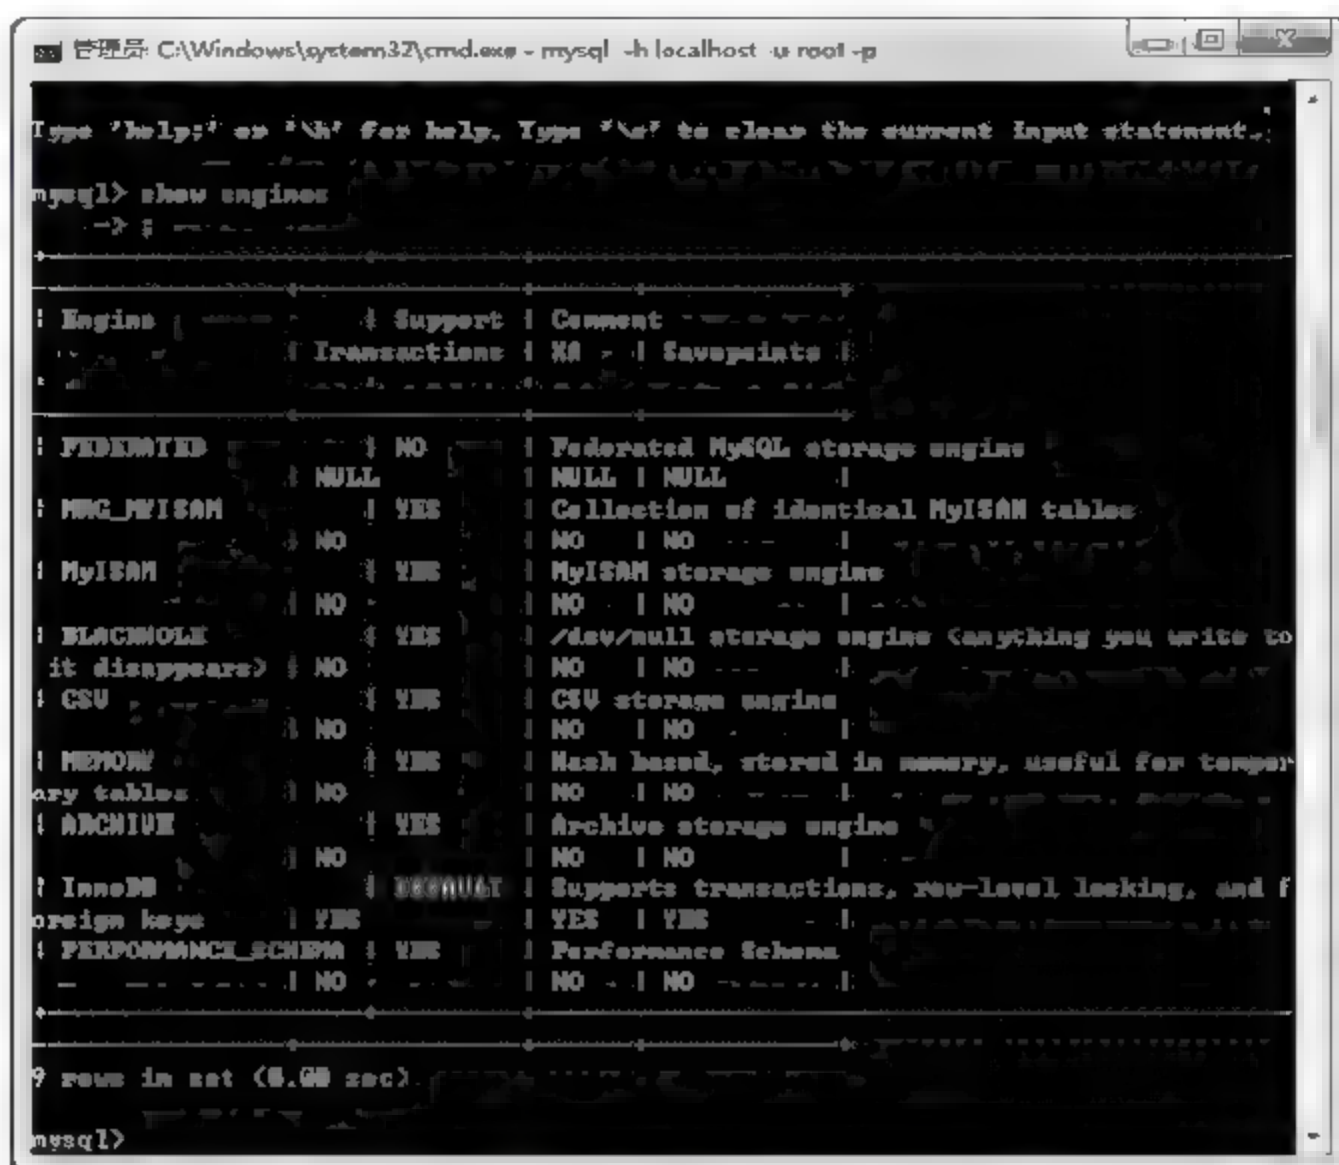 管理员: C:\Windows\system32\cmd.exe - mysql -h localhost -u root -p
Type 'help;' or '\h' for help. Type '\c' to clear the current input statement.
mysql> show engines
-> ;
| Engine | Support | Comment
| Transactions | XA | Savepoints |
| FEDERATED | NO | Federated MySQL storage engine
| NULL | NULL | NULL |
| MRG_MYISAM | YES | Collection of identical MyISAM tables
| NO | NO | NO |
| MyISAM | YES | MyISAM storage engine
| NO | NO | NO |
| BLACKHOLE | YES | /dev/null storage engine (anything you write to
it disappears) | NO | NO | NO |
| CSV | YES | CSV storage engine
| NO | NO | NO |
| MEMORY | YES | Hash based, stored in memory, useful for tempor
ary tables | NO | NO | NO |
| ARCHIVE | YES | Archive storage engine
| NO | NO | NO |
| InnoDB | DEFAULT | Supports transactions, row-level locking, and f
oreign keys | YES | YES | YES |
| PERFORMANCE_SCHEMA | YES | Performance Schema
| NO | NO | NO |
9 rows in set (0.00 sec)
mysql>